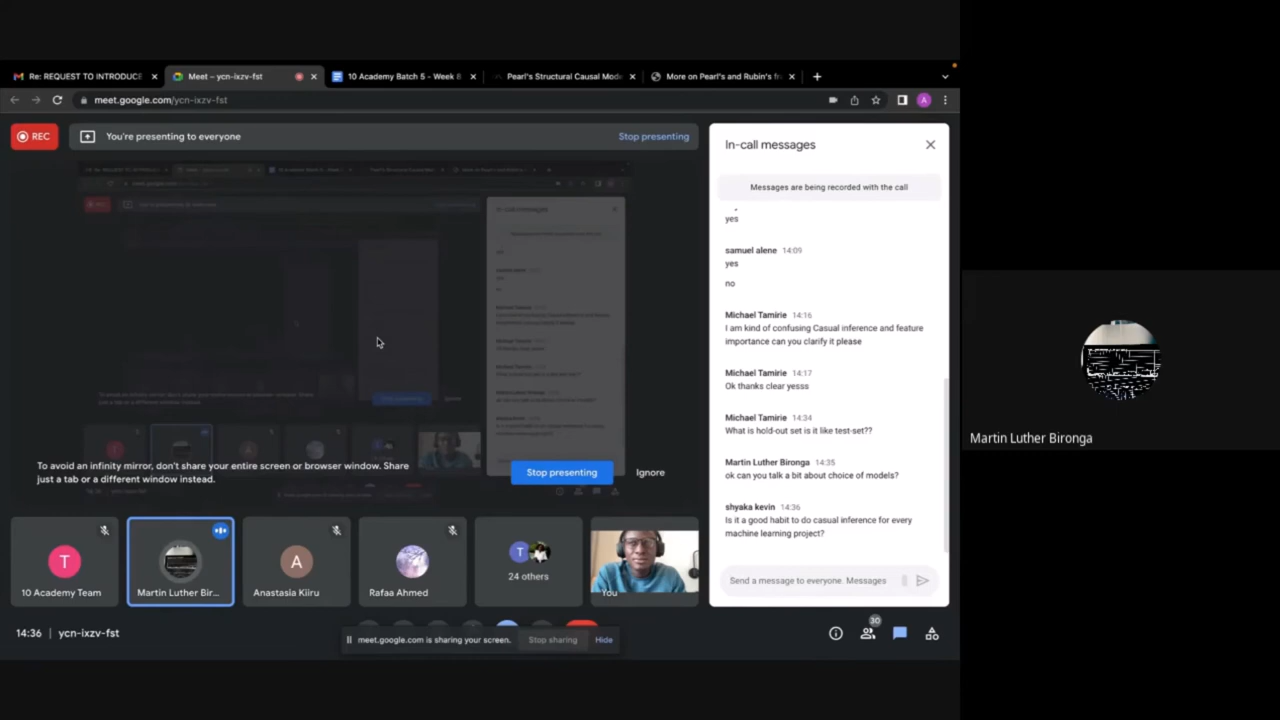 Re: REQUEST TO INTRODUCE
Meet – ycn-ixzv-fst
10 Academy Batch 5 - Week 8
Pearl's Structural Causal Mode
More on Pearl's and Rubin's fra
meet.google.com/ycn-ixzv-fst
A
REC
You're presenting to everyone
Stop presenting
In-call messages
Messages are being recorded with the call
yes
samuel alene 14:09
yes
no
Michael Tamirie 14:16
I am kind of confusing Casual inference and feature
importance can you clarify it please
Michael Tamirie 14:17
Ok thanks clear yesss
Michael Tamirie 14:34
What is hold-out set is it like test-set??
Martin Luther Bironga 14:35
ok can you talk a bit about choice of models?
shyaka kevin 14:36
Is it a good habit to do casual inference for every
machine learning project?
Send a message to everyone. Messages
In-call messages
To avoid an infinity mirror, don't share your entire screen or browser window. Share
just a tab or a different window instead.
Stop presenting
Ignore
T
10 Academy Team
Martin Luther Bir...
A
Anastasia Kiiru
Rafaa Ahmed
T
24 others
You
14:36 | ycn-ixzv-fst
meet.google.com is sharing your screen.
Stop sharing
Hide
30
Martin Luther Bironga